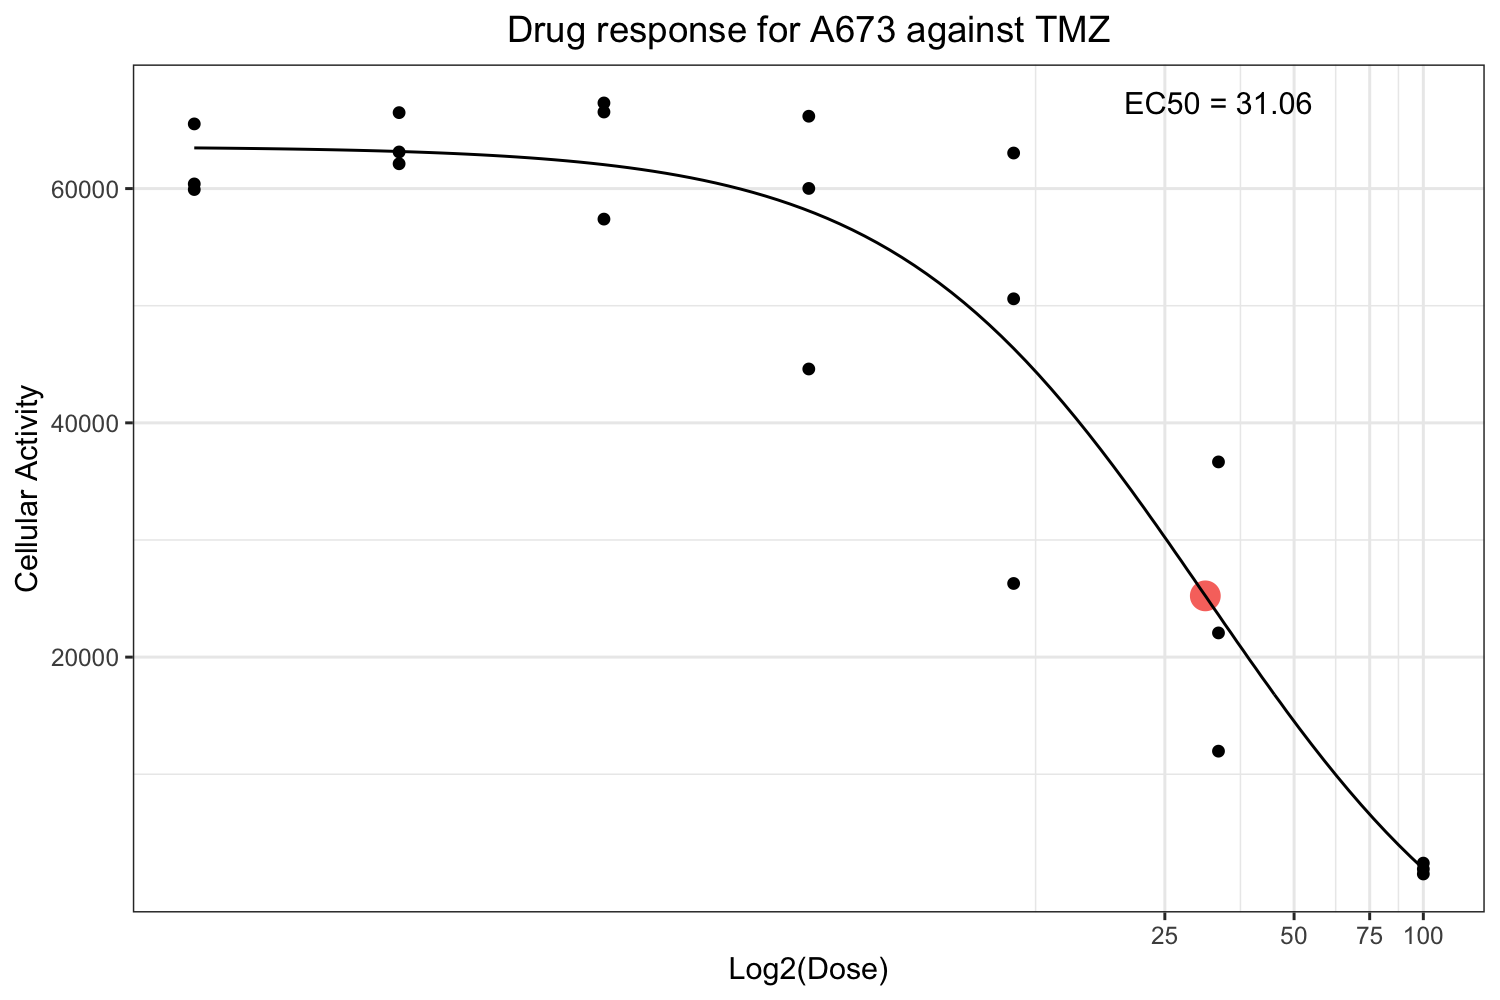 Drug response for A673 against TMZ
EC50 = 31.06
60000
40000
20000
Cellular Activity
25 50 75 100
Log2(Dose)